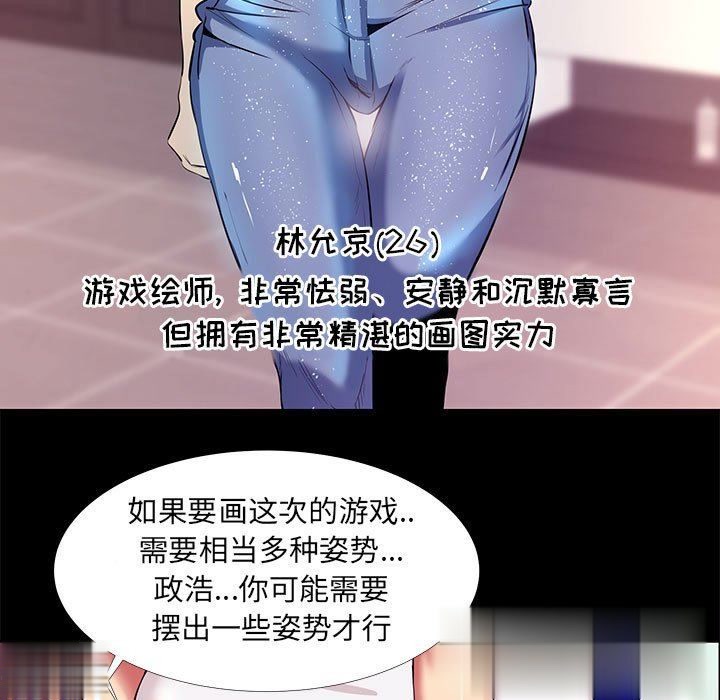 林允京(26)
游戏绘师, 非常怯弱、安静和沉默寡言
但拥有非常精湛的画图实力
如果要画这次的游戏..
需要相当多种姿势...
政浩...你可能需要
摆出一些姿势才行